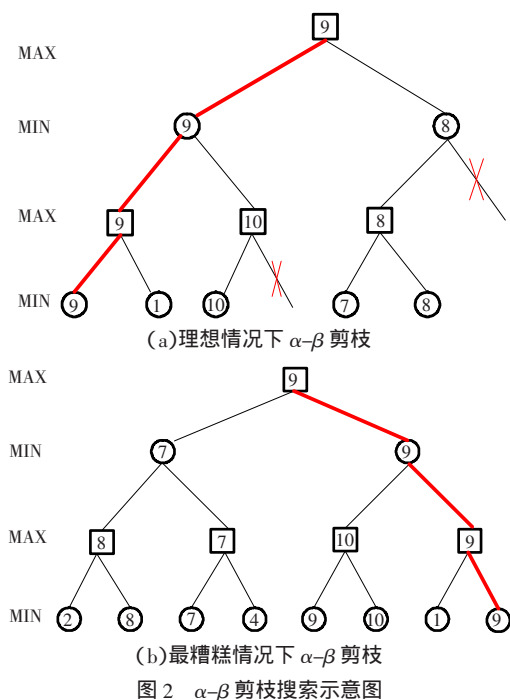 9
MAX
MIN 9 8
MAX 9 10 8
MIN 9 1 10 7 8
(a)理想情况下 α-β 剪枝
MAX 9
MIN 7 9
MAX 8 7 10 9
MIN 2 8 7 4 9 10 1 9
(b)最糟糕情况下 α-β 剪枝
图 2 α-β 剪枝搜索示意图